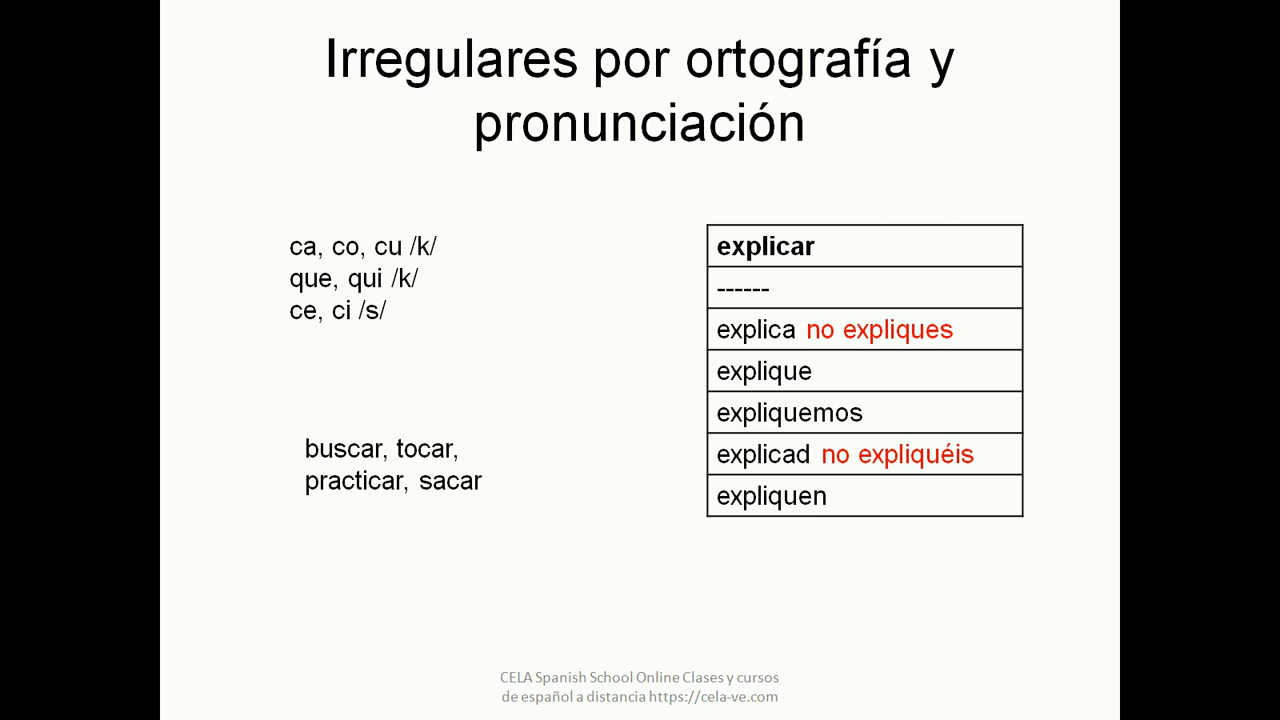 Irregulares por ortografía y
pronunciación
ca, co, cu /k/
que, qui /k/
ce, ci /s/
buscar, tocar,
practicar, sacar
explicar
------
explica no expliques
explique
expliquemos
explicad no expliquéis
expliquen
CELA Spanish School Online Clases y cursos
de español a distancia https://cela-ve.com